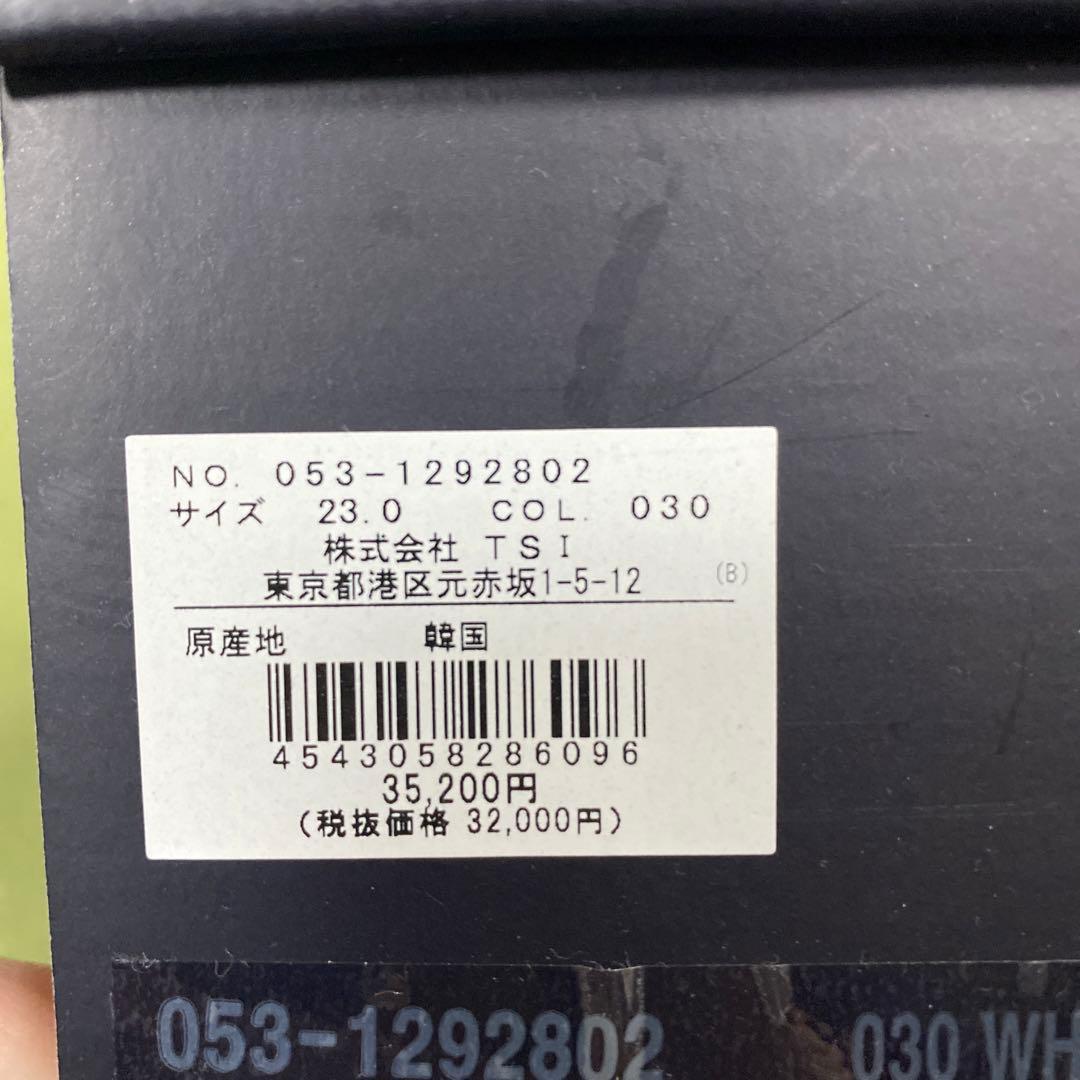 NO. 053-1292802
サイズ 23.0 COL. 030
株式会社 TSI
東京都港区元赤坂1-5-12 (B)
原産地 韓国
4543058286096
35,200円
(税抜価格 32,000円)
053-1292802 030 WH